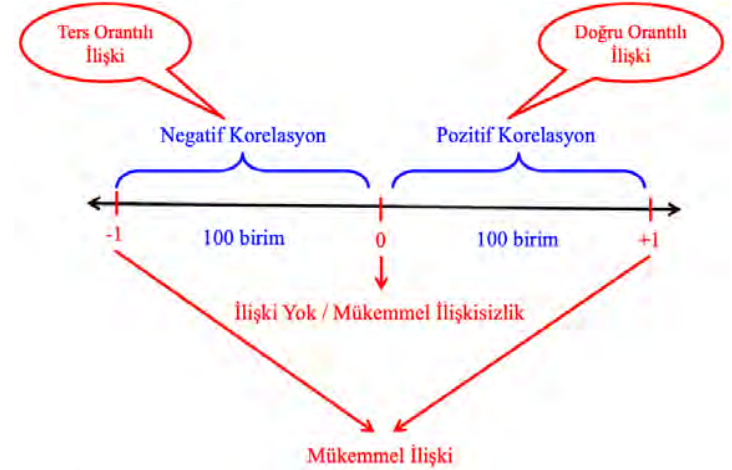 Ters Orantılı
İlişki
Doğru Orantılı
İlişki
Negatif Korelasyon
Pozitif Korelasyon
-1
100 birim
0
100 birim
+1
İlişki Yok / Mükemmel İlişkisizlik
Mükemmel İlişki